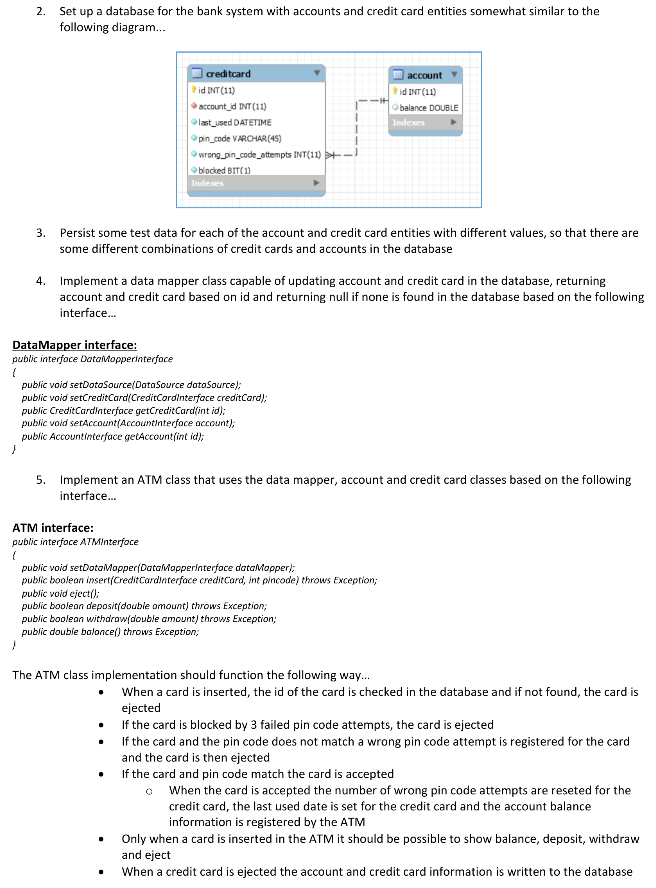 2. Set up a database for the bank system with accounts and credit card entities somewhat similar to the
following diagram...
creditcard
id INT(11)
account_id INT(11)
last_used DATETIME
pin_code VARCHAR(45)
wrong_pin_code_attempts INT(11)
blocked BIT(1)
Indexes
account
id INT(11)
balance DOUBLE
Indexes
3. Persist some test data for each of the account and credit card entities with different values, so that there are
some different combinations of credit cards and accounts in the database
4. Implement a data mapper class capable of updating account and credit card in the database, returning
account and credit card based on id and returning null if none is found in the database based on the following
interface...
DataMapper interface:
public interface DataMapperInterface
{
public void setDataSource(DataSource dataSource);
public void setCreditCard(CreditCardInterface creditCard);
public CreditCardInterface getCreditCard(int id);
public void setAccount(AccountInterface account);
public AccountInterface getAccount(int id);
}
5. Implement an ATM class that uses the data mapper, account and credit card classes based on the following
interface...
ATM interface:
public interface ATMInterface
{
public void setDataMapper(DataMapperInterface dataMapper);
public boolean insert(CreditCardInterface creditCard, int pincode) throws Exception;
public void eject();
public boolean deposit(double amount) throws Exception;
public boolean withdraw(double amount) throws Exception;
public double balance() throws Exception;
}
The ATM class implementation should function the following way...
• When a card is inserted, the id of the card is checked in the database and if not found, the card is
ejected
• If the card is blocked by 3 failed pin code attempts, the card is ejected
• If the card and the pin code does not match a wrong pin code attempt is registered for the card
and the card is then ejected
• If the card and pin code match the card is accepted
o When the card is accepted the number of wrong pin code attempts are reseted for the
credit card, the last used date is set for the credit card and the account balance
information is registered by the ATM
• Only when a card is inserted in the ATM it should be possible to show balance, deposit, withdraw
and eject
• When a credit card is ejected the account and credit card information is written to the database